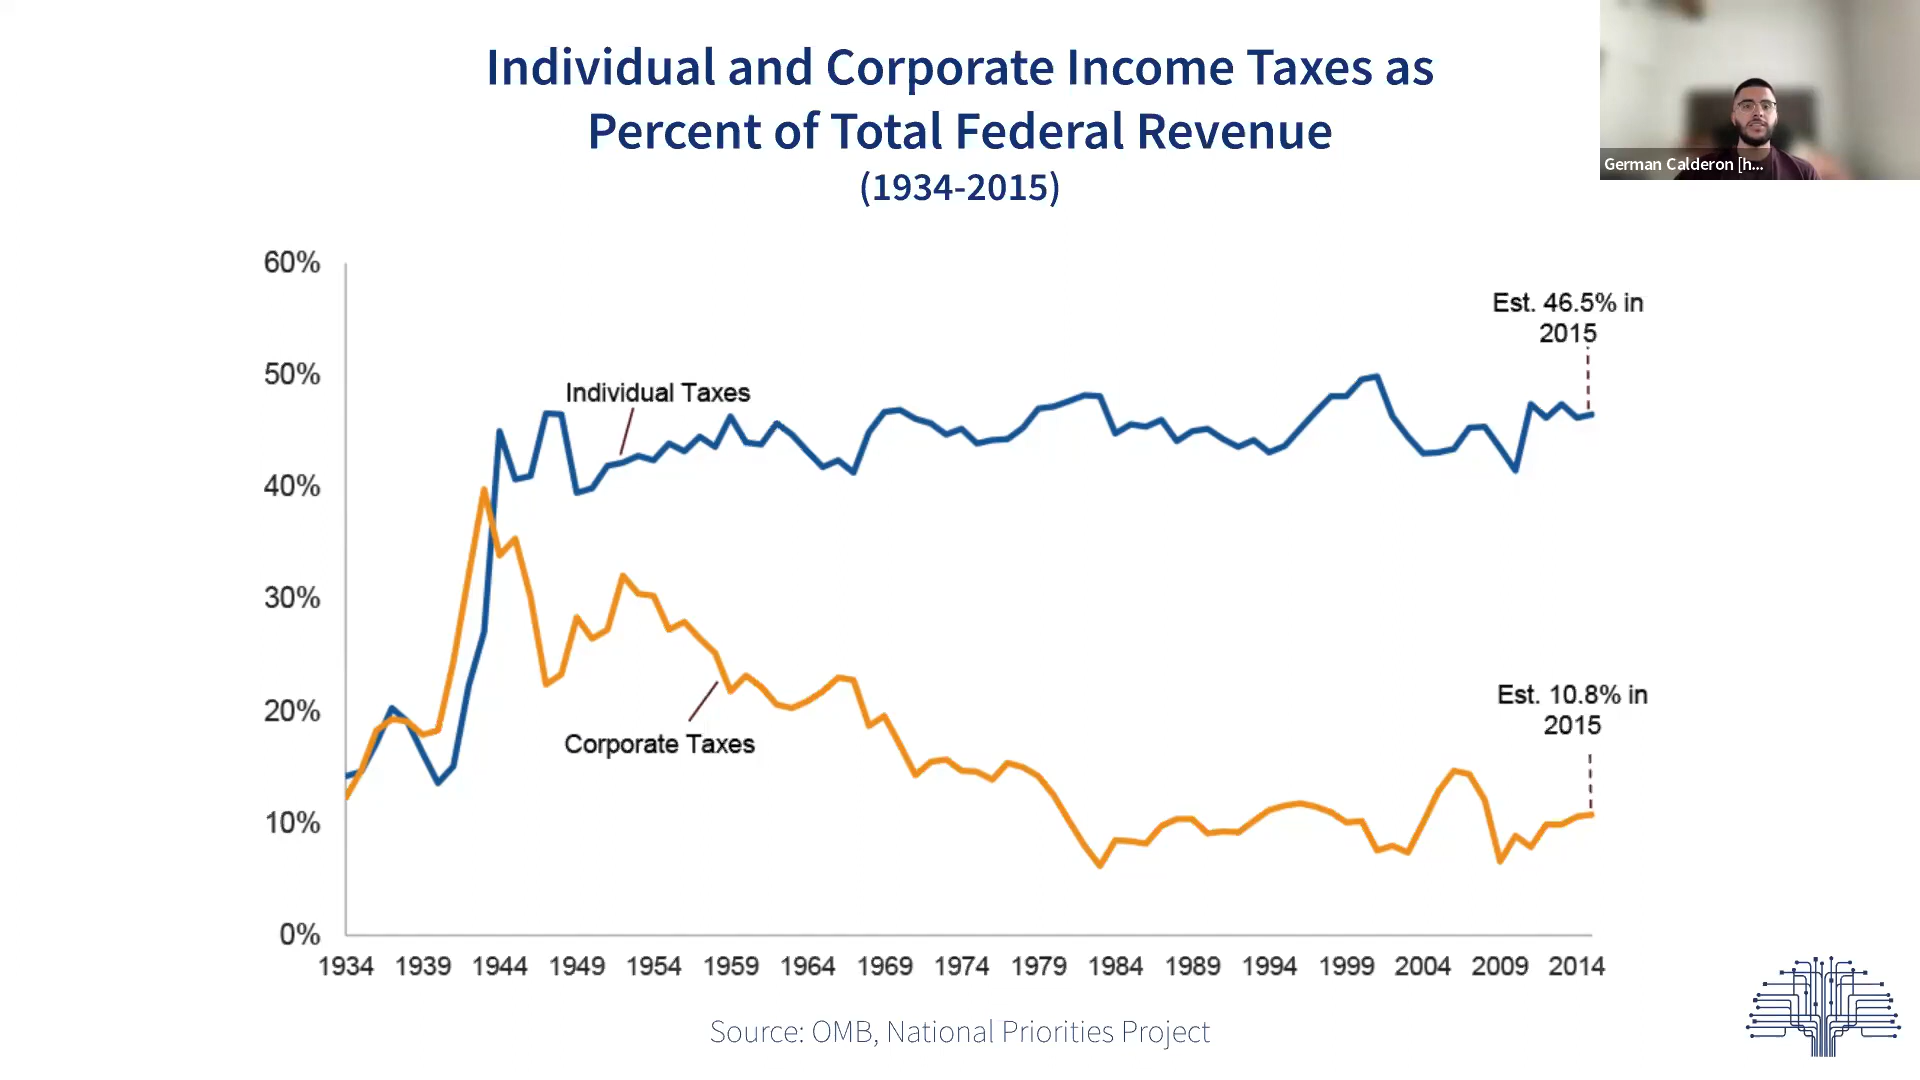 Individual and Corporate Income Taxes as
Percent of Total Federal Revenue
(1934-2015)
German Calderon [h...
60%
50%
40%
30%
20%
10%
0%
Individual Taxes
Corporate Taxes
Est. 46.5% in
2015
Est. 10.8% in
2015
1934 1939 1944 1949 1954 1959 1964 1969 1974 1979 1984 1989 1994 1999 2004 2009 2014
Source: OMB, National Priorities Project